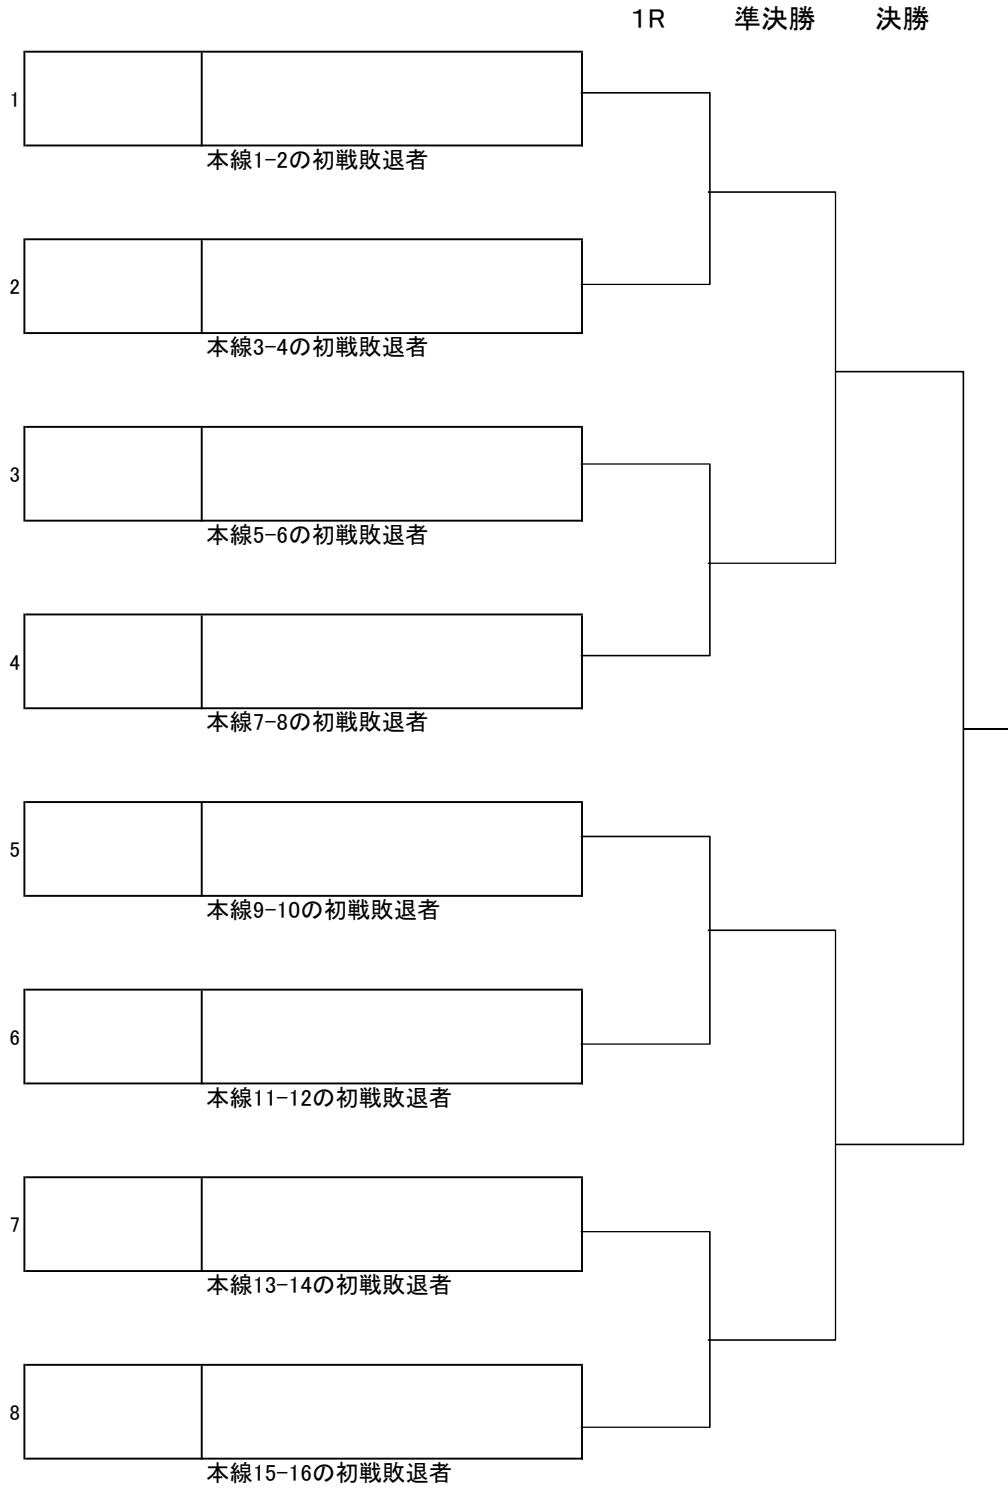 １R 準決勝 決勝
1
本線1-2の初戦敗退者
2
本線3-4の初戦敗退者
3
本線5-6の初戦敗退者
4
本線7-8の初戦敗退者
5
本線9-10の初戦敗退者
6
本線11-12の初戦敗退者
7
本線13-14の初戦敗退者
8
本線15-16の初戦敗退者